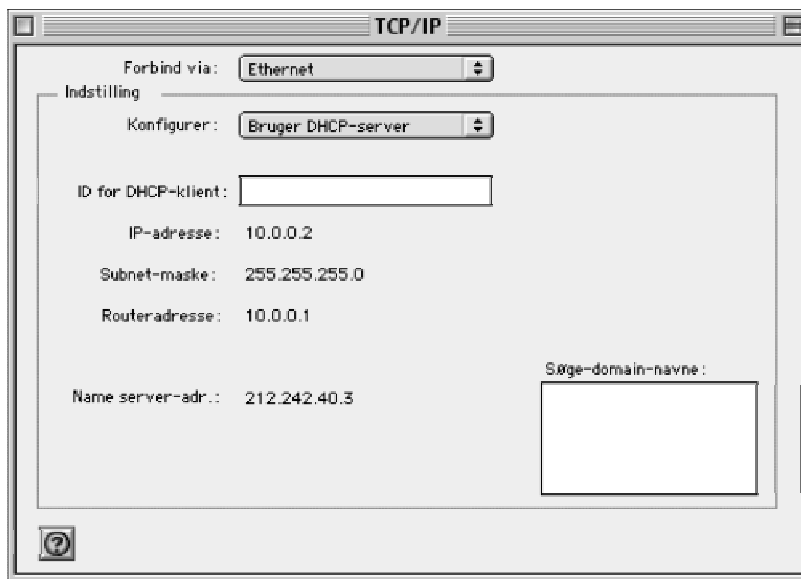 TCP/IP
Forbind via: Ethernet
Indstilling
Konfigurer: Bruger DHCP-server
ID for DHCP-klient:
IP-adresse: 10.0.0.2
Subnet-maske: 255.255.255.0
Routeradresse: 10.0.0.1
Søge-domain-navne:
Name server-adr.: 212.242.40.3
?